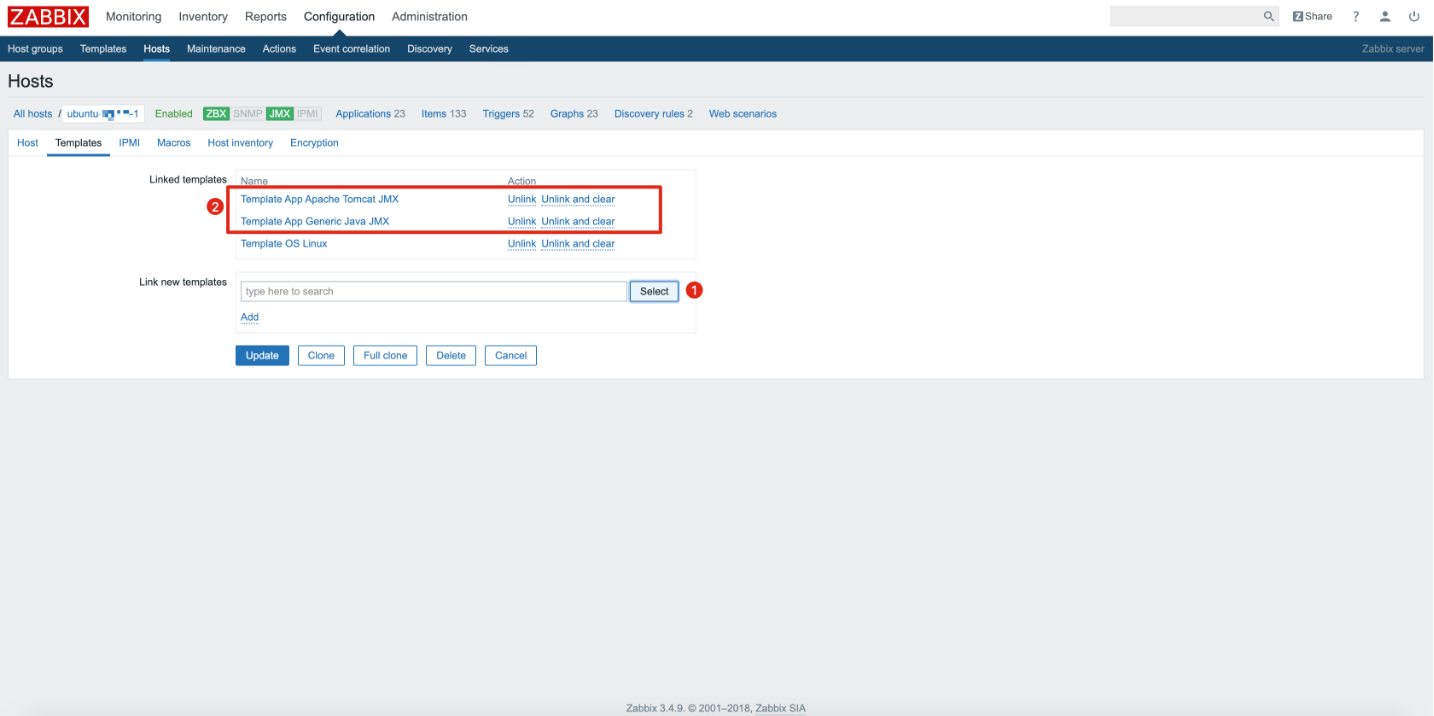 ZABBIX Monitoring Inventory Reports Configuration Administration Z Share ?
Host groups Templates Hosts Maintenance Actions Event correlation Discovery Services Zabbix server
Hosts
All hosts / ubuntu- -1 Enabled ZBX SNMP JMX IPMI Applications 23 Items 133 Triggers 52 Graphs 23 Discovery rules 2 Web scenarios
Host Templates IPMI Macros Host inventory Encryption
Linked templates Name Action
2 Template App Apache Tomcat JMX Unlink Unlink and clear
Template App Generic Java JMX Unlink Unlink and clear
Template OS Linux Unlink Unlink and clear
Link new templates
type here to search Select 1
Add
Update Clone Full clone Delete Cancel
Zabbix 3.4.9. © 2001–2018, Zabbix SIA